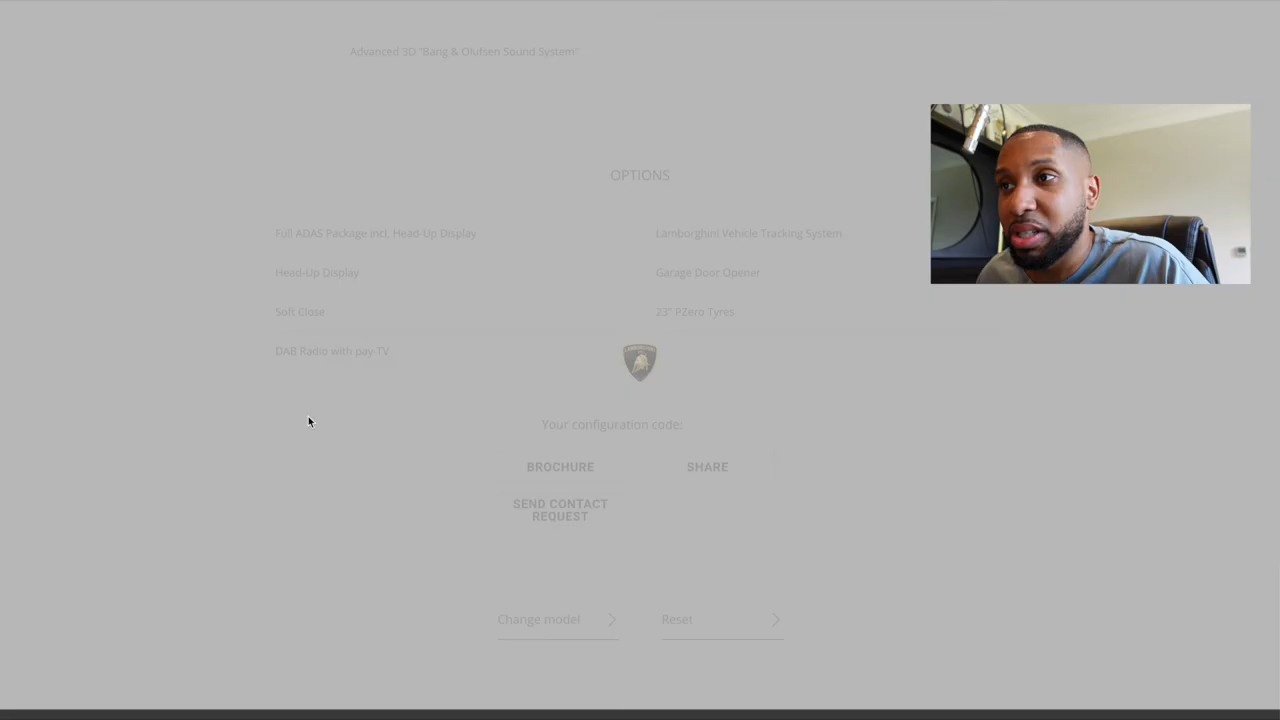 Advanced 3D "Bang & Olufsen Sound System"
OPTIONS
Full ADAS Package incl. Head-Up Display
Lamborghini Vehicle Tracking System
Head-Up Display
Garage Door Opener
Soft Close
23" PZero Tyres
DAB Radio with pay-TV
LAMBORGHINI
Your configuration code:
BROCHURE
SHARE
SEND CONTACT
REQUEST
Change model
Reset